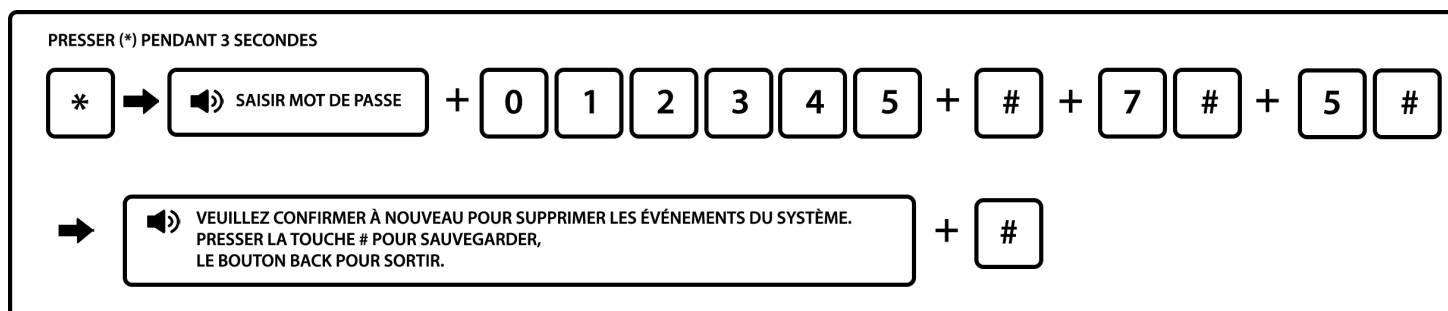 PRESSER (*) PENDANT 3 SECONDES
* SAISIR MOT DE PASSE + 0 1 2 3 4 5 + # + 7 # + 5 #
VEUILLEZ CONFIRMER À NOUVEAU POUR SUPPRIMER LES ÉVÉNEMENTS DU SYSTÈME.
PRESSER LA TOUCHE # POUR SAUVEGARDER,
LE BOUTON BACK POUR SORTIR.
+ #